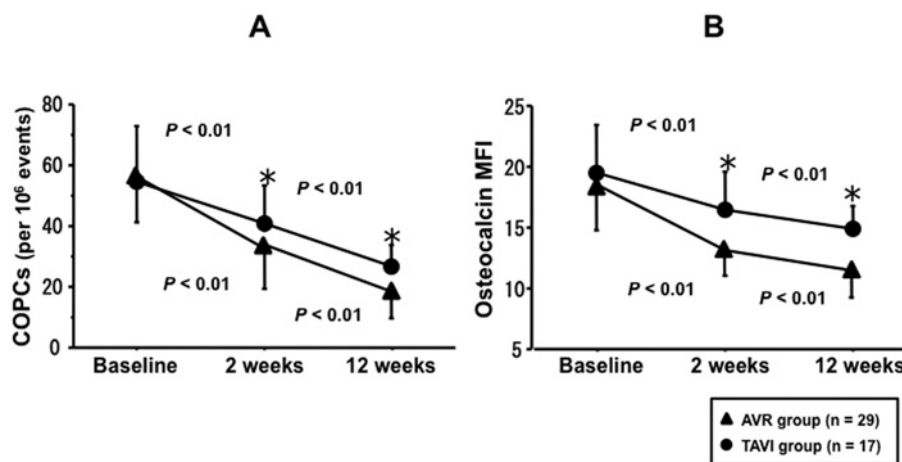 A
COPCs (per 10⁶ events)
80
60
40
20
0
P < 0.01
*
P < 0.01
*
P < 0.01
P < 0.01
Baseline 2 weeks 12 weeks
B
Osteocalcin MFI
25
20
15
10
5
P < 0.01
*
P < 0.01
*
P < 0.01
P < 0.01
Baseline 2 weeks 12 weeks
AVR group (n = 29)
TAVI group (n = 17)